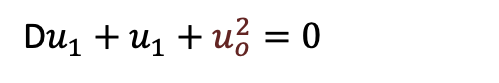 Du₁ + u₁ + u₀² = 0